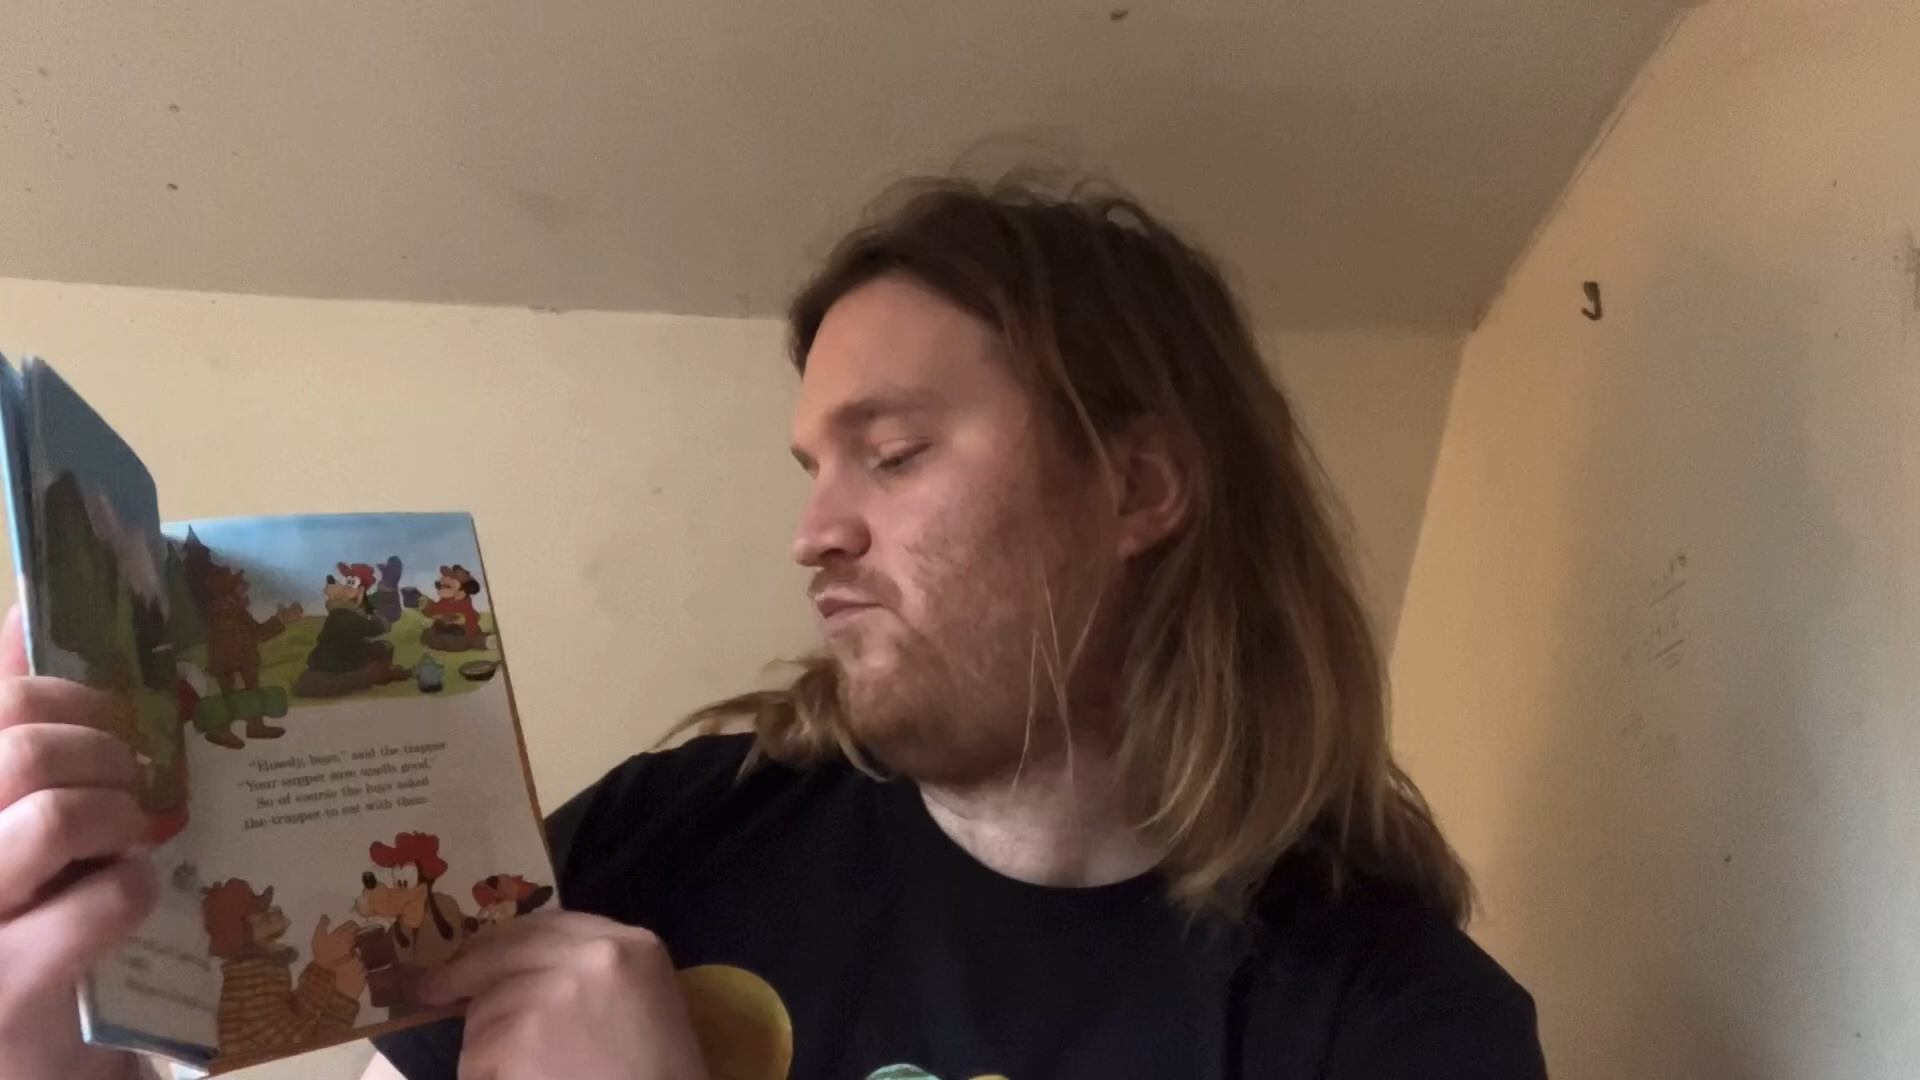 "Howdy, boys," said the trapper
"Your supper sure smells good."
So of course the boys asked
the trapper to eat with them.